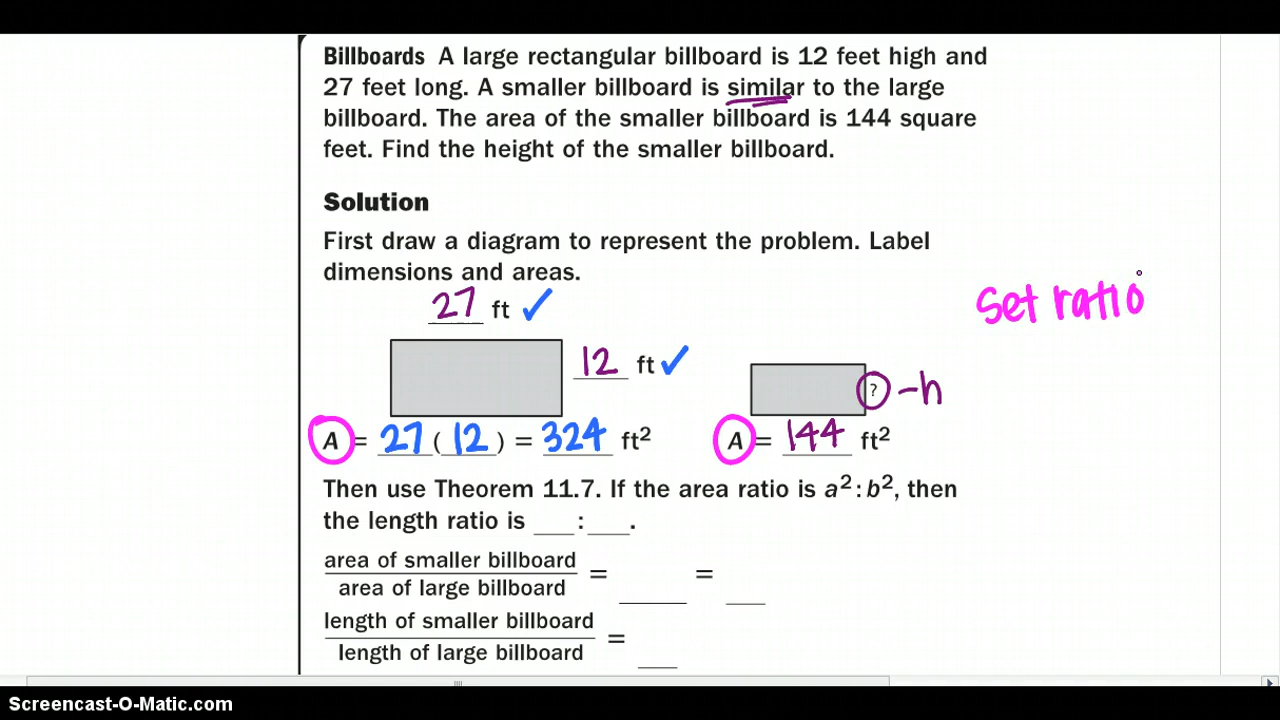 Billboards A large rectangular billboard is 12 feet high and
27 feet long. A smaller billboard is similar to the large
billboard. The area of the smaller billboard is 144 square
feet. Find the height of the smaller billboard.
Solution
First draw a diagram to represent the problem. Label
dimensions and areas.
27 ft ✓
Set ratio
12 ft ✓
? -h
A = 27 (12) = 324 ft²
A = 144 ft²
Then use Theorem 11.7. If the area ratio is a²:b², then
the length ratio is ___:___.
area of smaller billboard
area of large billboard
= ___ = ___
length of smaller billboard
length of large billboard
= ___
Screencast-O-Matic.com